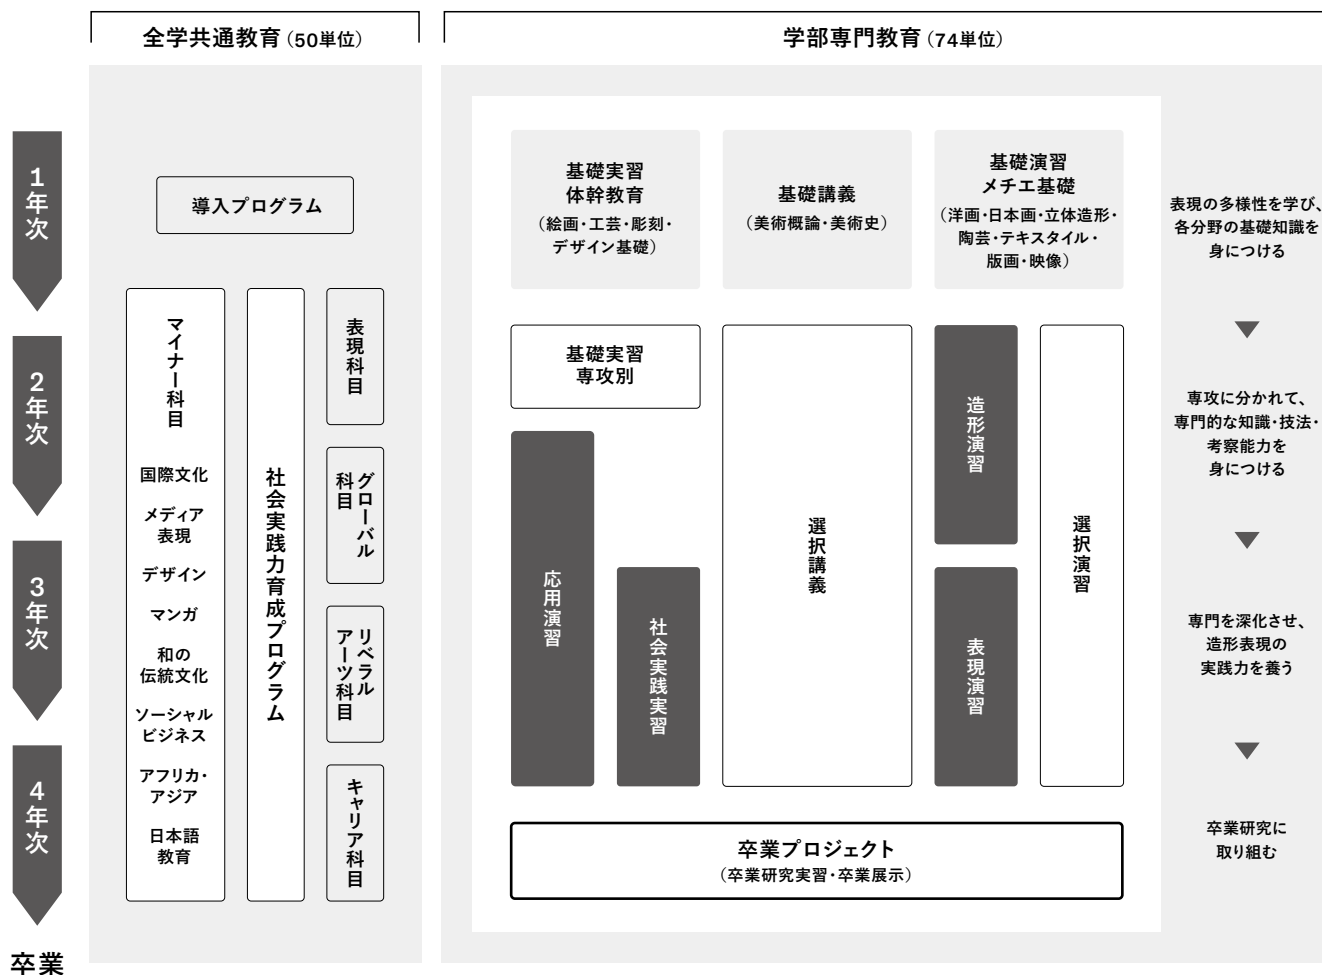 全学共通教育（50単位）
学部専門教育（74単位）
1年次
2年次
3年次
4年次
卒業
導入プログラム
マイナー科目
国際文化
メディア
表現
デザイン
マンガ
和の
伝統文化
ソーシャル
ビジネス
アフリカ・
アジア
日本語
教育
社会実践力育成プログラム
表現科目
グローバル
科目
リベラル
アーツ科目
キャリア科目
基礎実習
体幹教育
（絵画・工芸・彫刻・
デザイン基礎）
基礎講義
（美術概論・美術史）
基礎演習
メチエ基礎
（洋画・日本画・立体造形・
陶芸・テキスタイル・
版画・映像）
基礎実習
専攻別
応用演習
社会実践実習
選択講義
造形演習
表現演習
選択演習
卒業プロジェクト
（卒業研究実習・卒業展示）
表現の多様性を学び、
各分野の基礎知識を
身につける
専攻に分かれて、
専門的な知識・技法・
考察能力を
身につける
専門を深化させ、
造形表現の
実践力を養う
卒業研究に
取り組む